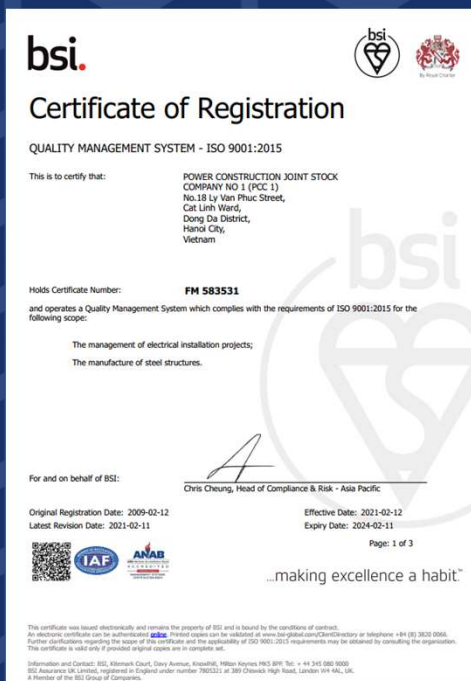 bsi.
bsi
By Royal Charter
Certificate of Registration
QUALITY MANAGEMENT SYSTEM - ISO 9001:2015
This is to certify that:
POWER CONSTRUCTION JOINT STOCK
COMPANY NO 1 (PCC 1)
No.18 Ly Van Phuc Street,
Cat Linh Ward,
Dong Da District,
Hanoi City,
Vietnam
bsi
Holds Certificate Number:
FM 583531
and operates a Quality Management System which complies with the requirements of ISO 9001:2015 for the
following scope:
The management of electrical installation projects;
The manufacture of steel structures.
For and on behalf of BSI:
Chris Cheung, Head of Compliance & Risk - Asia Pacific
Original Registration Date: 2009-02-12
Effective Date: 2021-02-12
Latest Revision Date: 2021-02-11
Expiry Date: 2024-02-11
Page: 1 of 3
IAF
ANAB
ACCREDITED
...making excellence a habit.™
This certificate was issued electronically and remains the property of BSI and is bound by the conditions of contract.
An electronic certificate can be authenticated online. Printed copies can be validated at www.bsi-global.com/ClientDirectory or telephone +84 (8) 3820 0066.
Further clarifications regarding the scope of this certificate and the applicability of ISO 9001:2015 requirements may be obtained by consulting the organization.
This certificate is valid only if provided original copies are in complete set.
Information and Contact: BSI, Kitemark Court, Davy Avenue, Knowlhill, Milton Keynes MK5 8PP. Tel: + 44 345 080 9000
BSI Assurance UK Limited, registered in England under number 7805321 at 389 Chiswick High Road, London W4 4AL, UK.
A Member of the BSI Group of Companies.